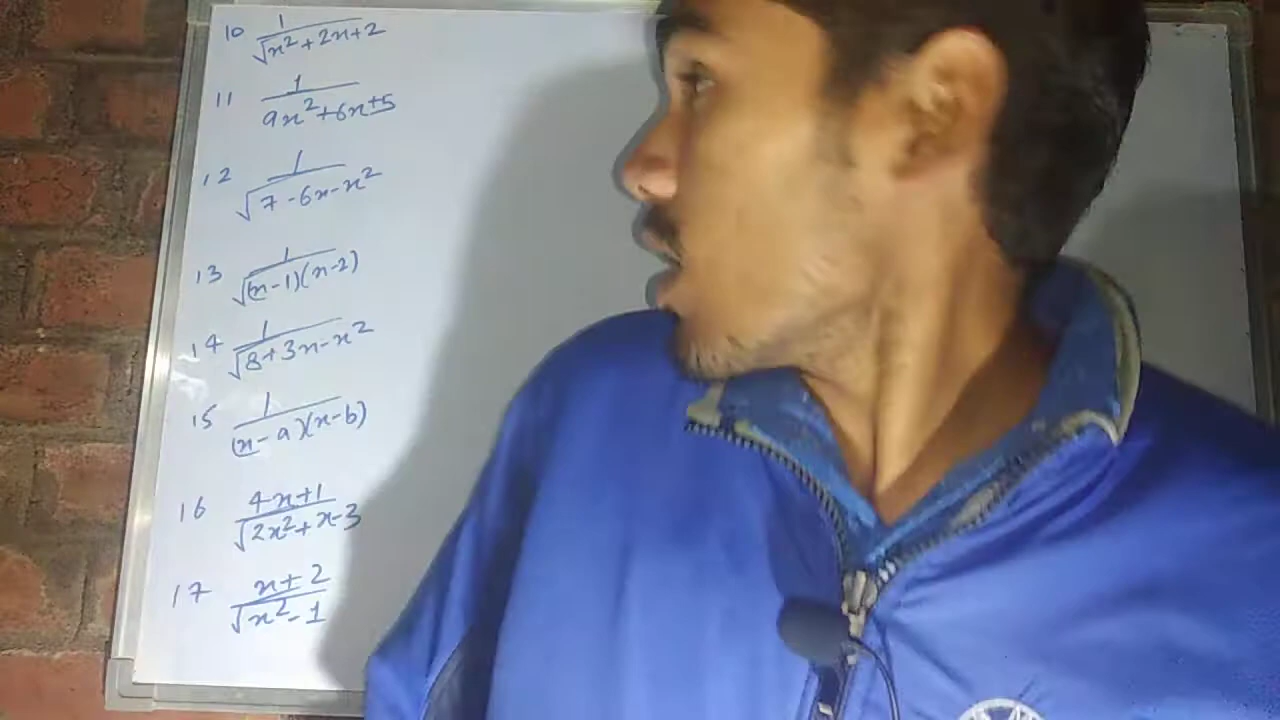 10 1/√x²+2x+2
11 1/9x²+6x+5
12 1/√7-6x-x²
13 1/√(x-1)(x-2)
14 1/√8+3x-x²
15 1/(x-a)(x-b)
16 4x+1/√2x²+x-3
17 x+2/√x²-1